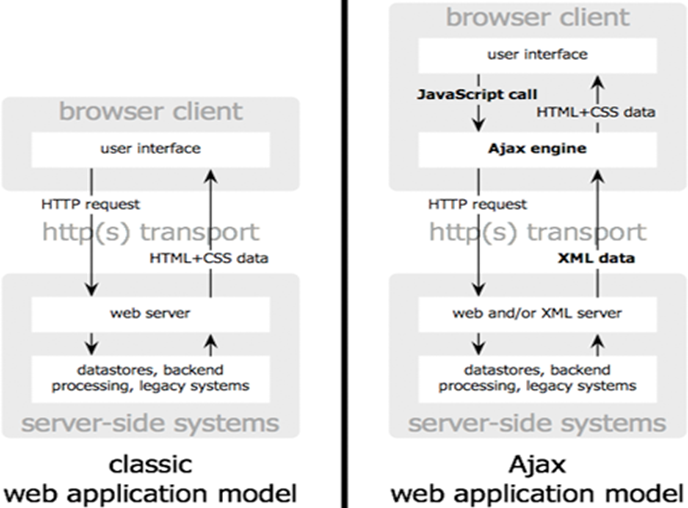 browser client
user interface
HTTP request
http(s) transport
HTML+CSS data
web server
datastores, backend
processing, legacy systems
server-side systems
classic
web application model
browser client
user interface
JavaScript call
HTML+CSS data
Ajax engine
HTTP request
http(s) transport
XML data
web and/or XML server
datastores, backend
processing, legacy systems
server-side systems
Ajax
web application model